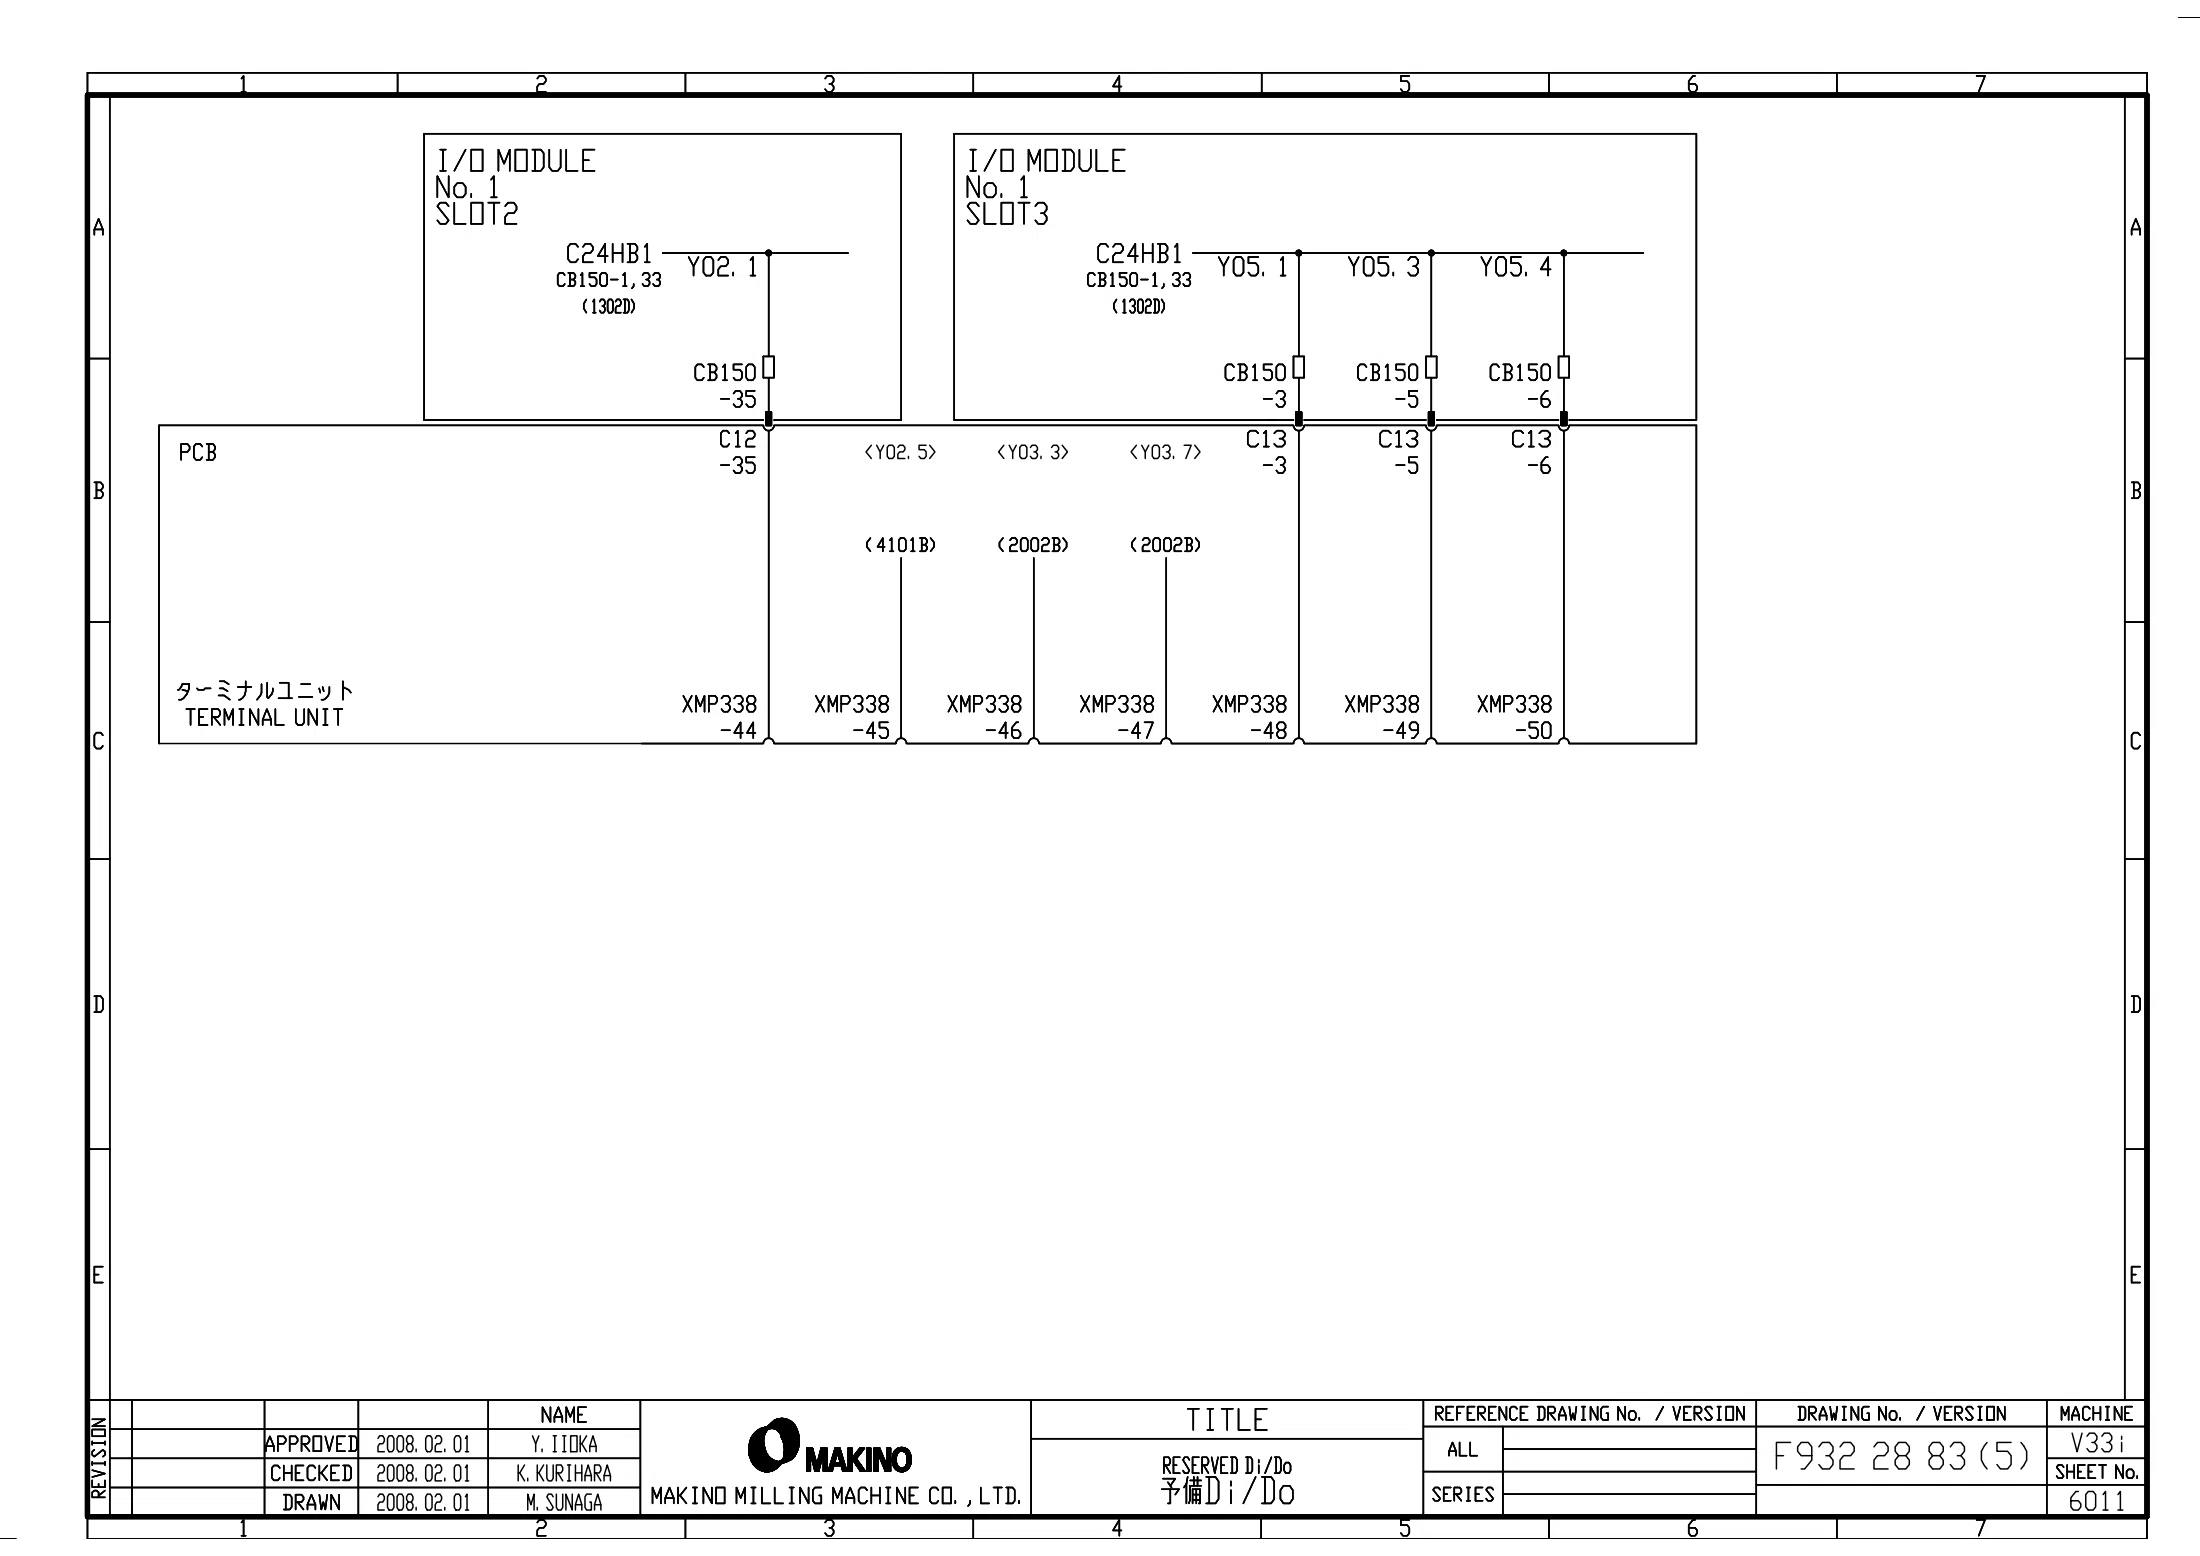 1 2 3 4 5 6 7
I/O MODULE
No. 1
SLOT2
I/O MODULE
No. 1
SLOT3
A A
C24HB1 Y02. 1
CB150-1, 33
(1302D)
C24HB1 Y05. 1 Y05. 3 Y05. 4
CB150-1, 33
(1302D)
CB150 CB150 CB150 CB150
-35 -3 -5 -6
PCB C12 <Y02. 5> <Y03. 3> <Y03. 7> C13 C13 C13
-35 -3 -5 -6
B B
(4101B) (2002B) (2002B)
ターミナルユニット XMP338 XMP338 XMP338 XMP338 XMP338 XMP338 XMP338
TERMINAL UNIT -44 -45 -46 -47 -48 -49 -50
C C
D D
E E
REVISION
NAME
APPROVED 2008. 02. 01 Y. IIOKA
CHECKED 2008. 02. 01 K. KURIHARA
DRAWN 2008. 02. 01 M. SUNAGA
MAKINO
MAKINO MILLING MACHINE CO. , LTD.
TITLE
RESERVED Di/Do
予備Di/Do
REFERENCE DRAWING No. / VERSION
ALL
SERIES
DRAWING No. / VERSION
F932 28 83(5)
MACHINE
V33i
SHEET No.
6011
1 2 3 4 5 6 7